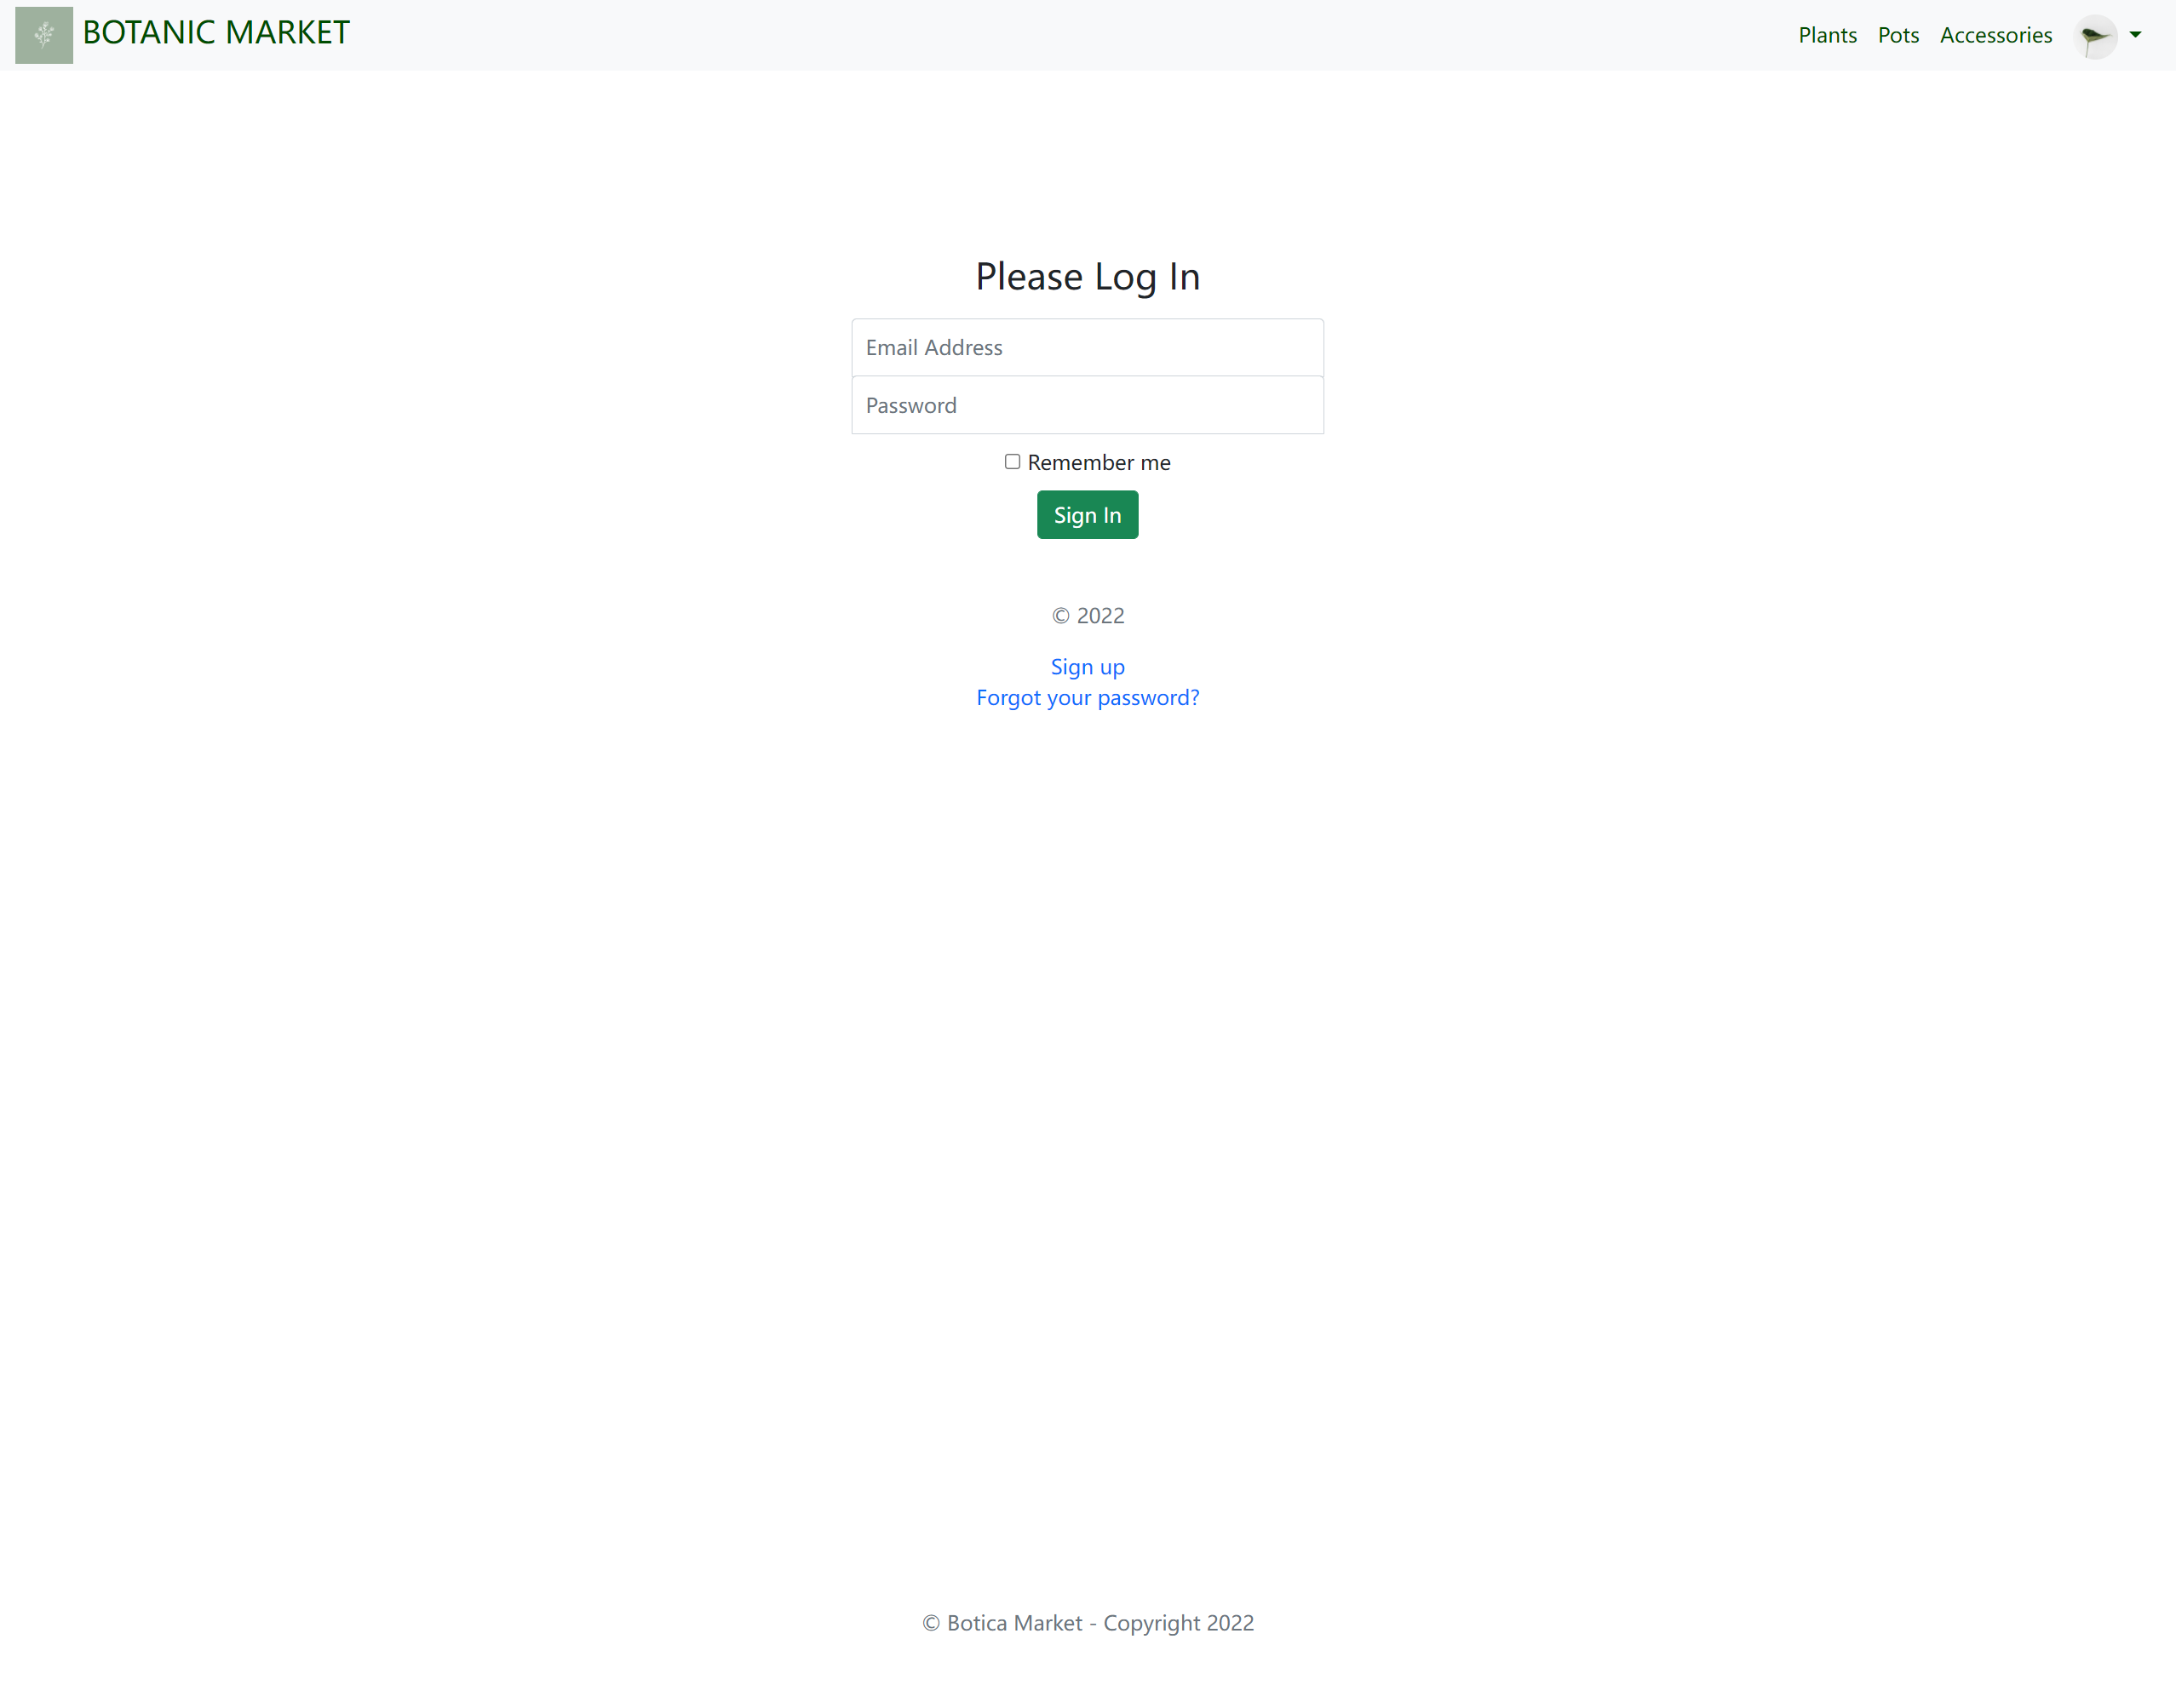 BOTANIC MARKET
Plants Pots Accessories
Please Log In
Email Address
Password
Remember me
Sign In
© 2022
Sign up
Forgot your password?
© Botica Market - Copyright 2022